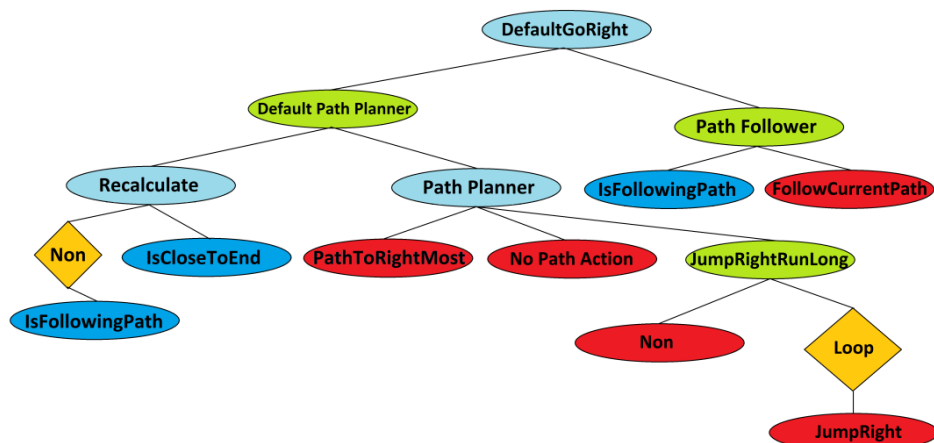 DefaultGoRight
Default Path Planner
Path Follower
Recalculate
Path Planner
IsFollowingPath
FollowCurrentPath
Non
IsCloseToEnd
PathToRightMost
No Path Action
JumpRightRunLong
IsFollowingPath
Non
Loop
JumpRight